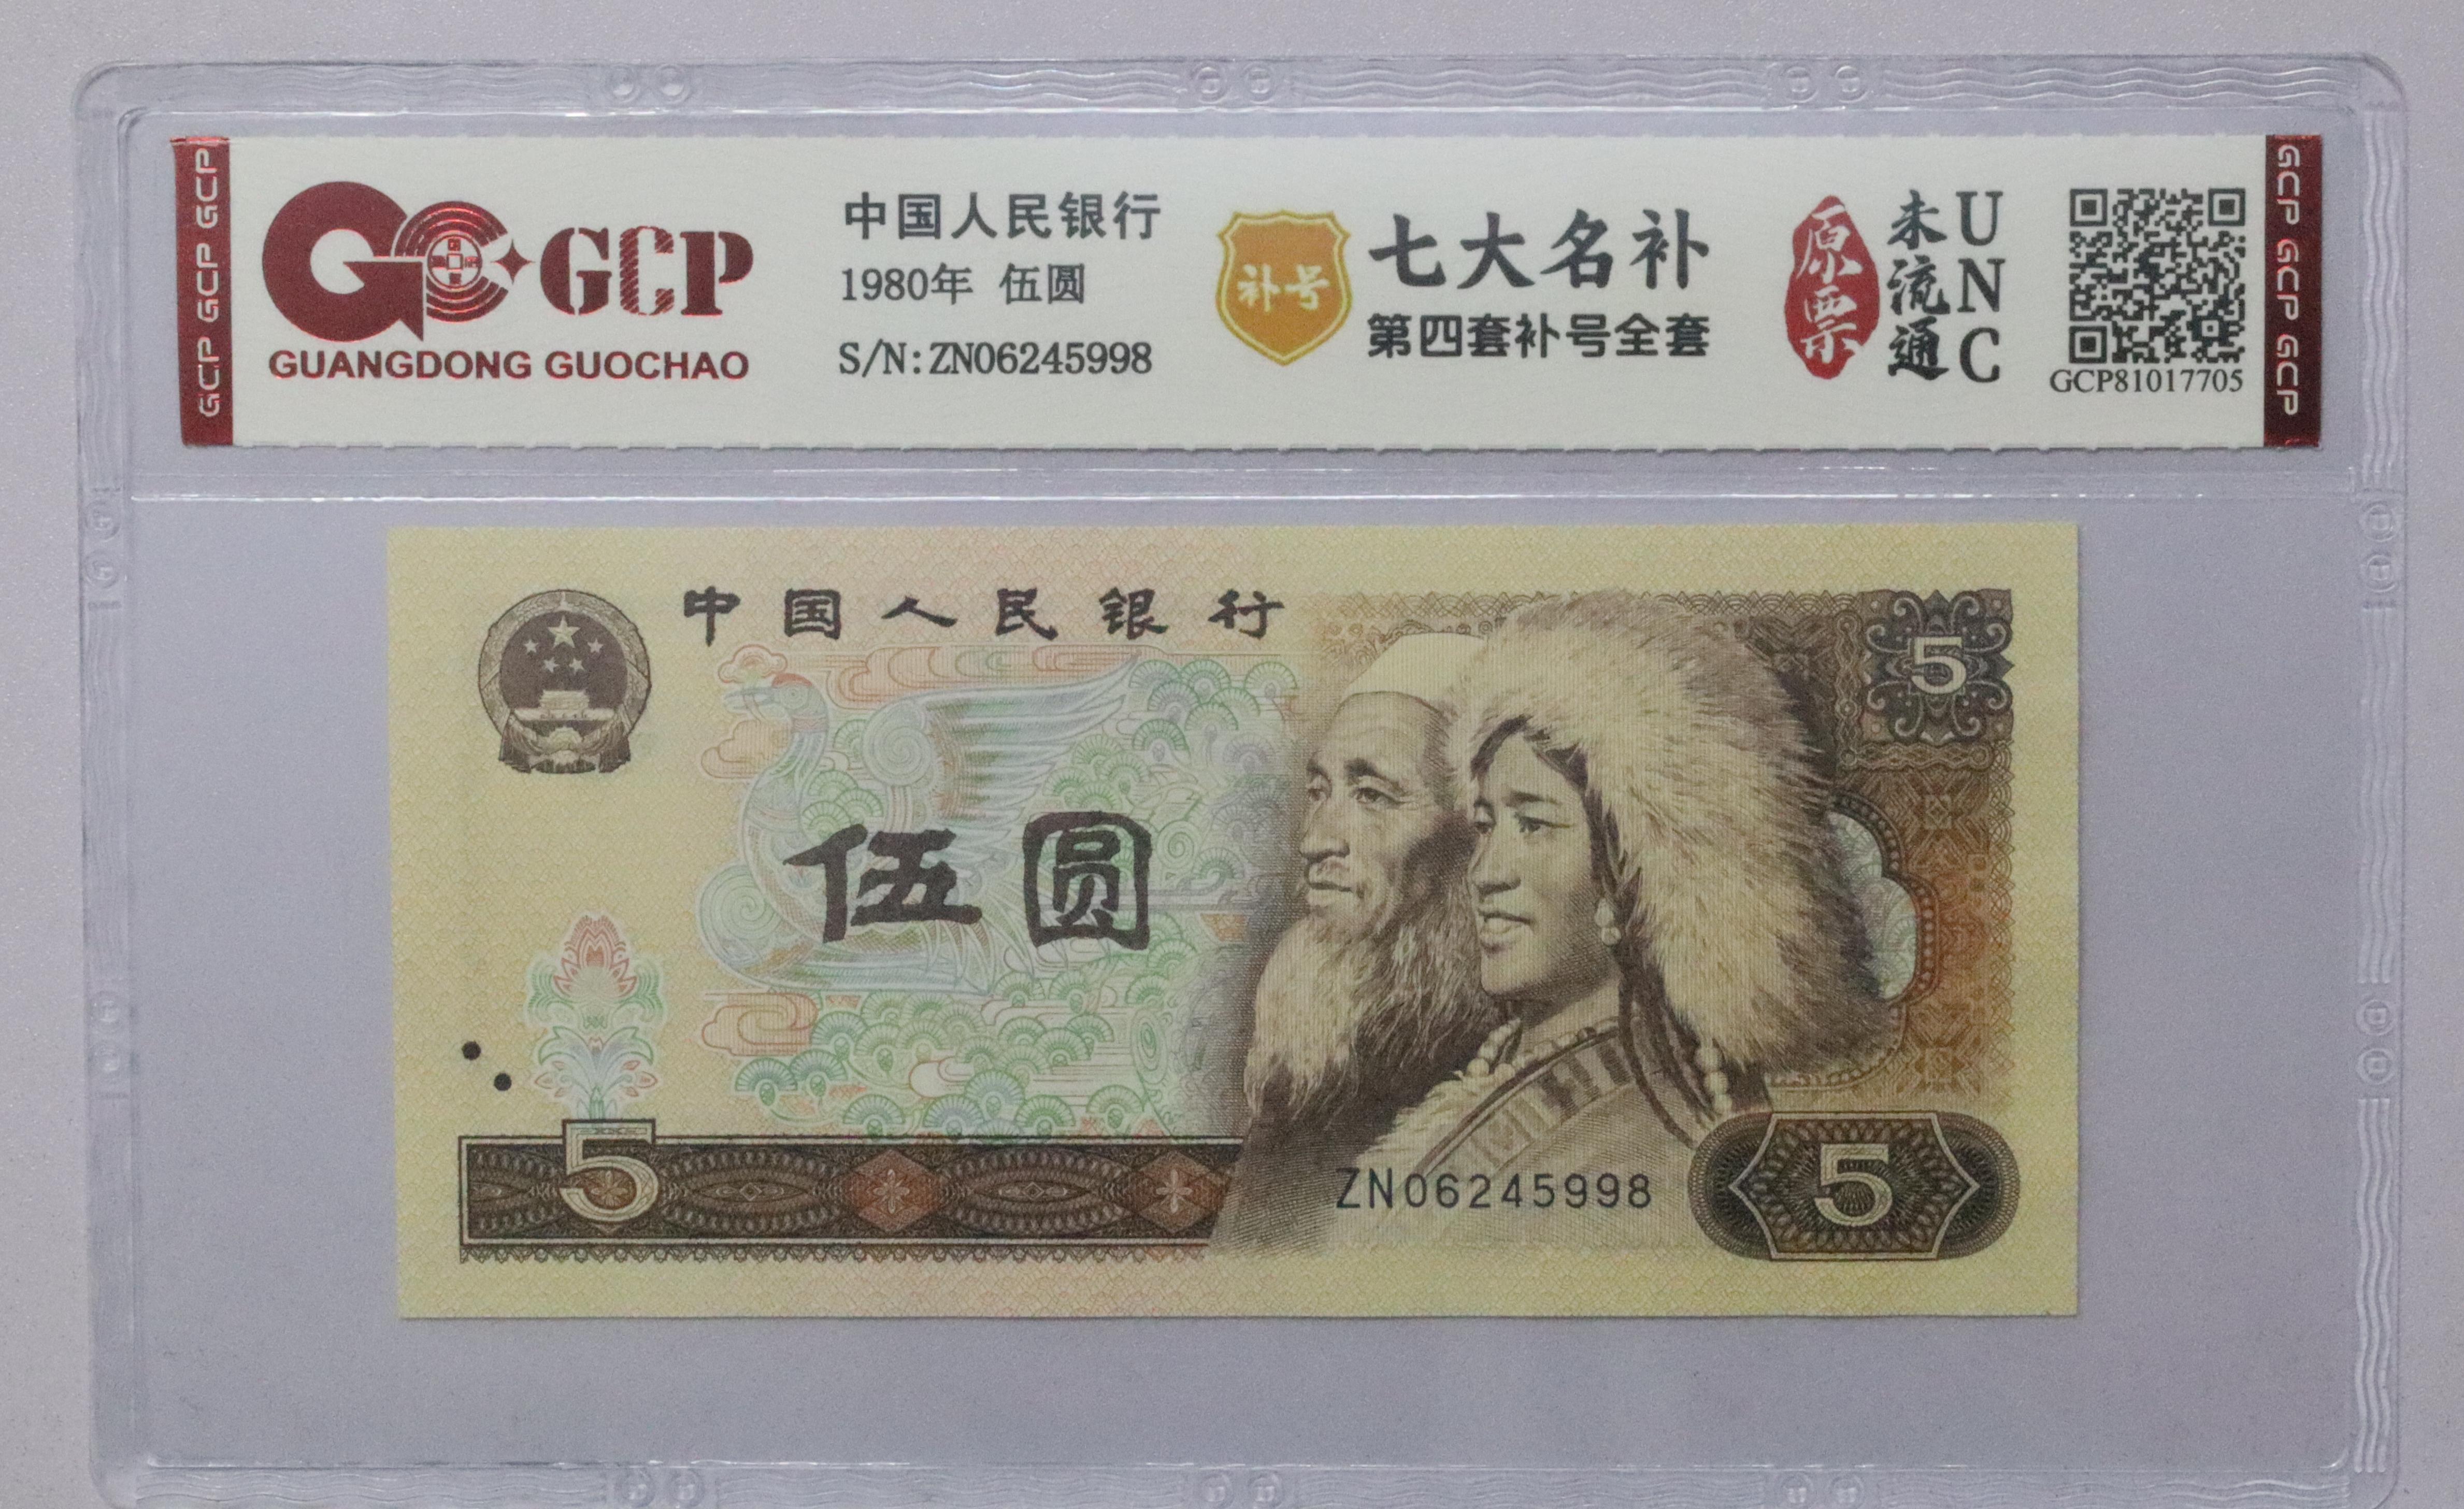 GCP GCP GCP
GCP
GUANGDONG GUOCHAO
中国人民银行
1980年 伍圆
S/N:ZN06245998
补号
七大名补
第四套补号全套
原票
未流通
UNC
GCP81017705
GCP GCP GCP
中国人民银行
5
伍圆
5
ZN06245998
5